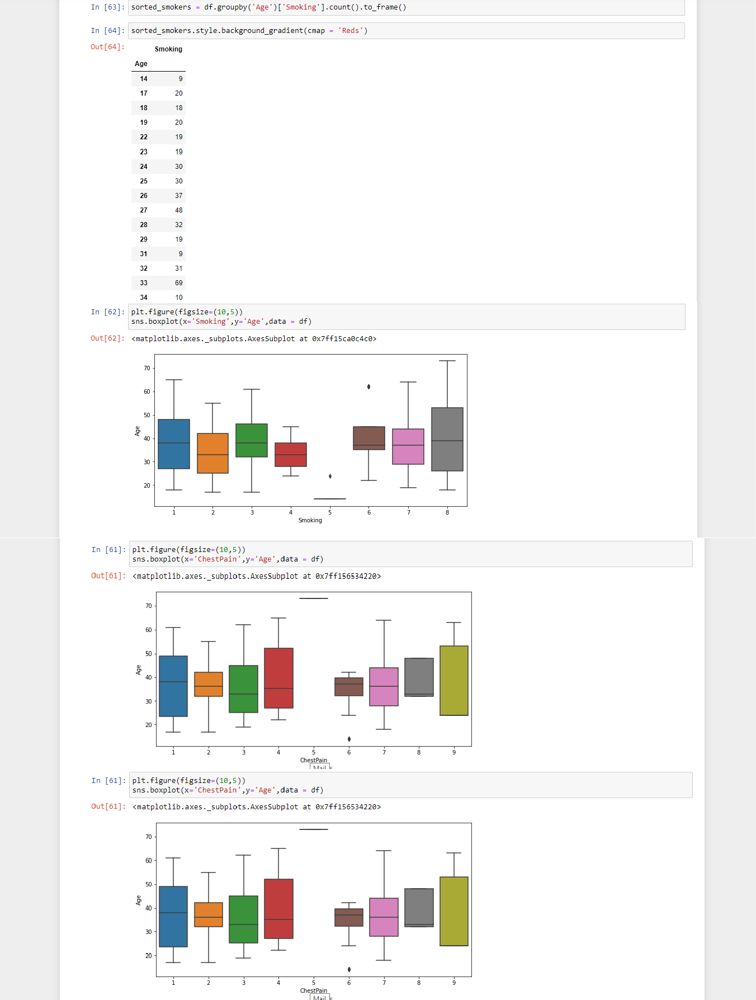 In [63]: sorted_smokers = df.groupby('Age')['Smoking'].count().to_frame()
In [64]: sorted_smokers.style.background_gradient(cmap = 'Reds')
Out[64]: Smoking
Age
14 9
17 20
18 18
19 20
22 19
23 19
24 30
25 30
26 37
27 48
28 32
29 19
31 9
32 31
33 69
34 10
In [62]: plt.figure(figsize=(10,5))
sns.boxplot(x='Smoking',y='Age',data = df)
Out[62]: <matplotlib.axes._subplots.AxesSubplot at 0x7ff15ca0c4c0>
70
60
50
40
30
20
Age
1 2 3 4 5 6 7 8
Smoking
In [61]: plt.figure(figsize=(10,5))
sns.boxplot(x='ChestPain',y='Age',data = df)
Out[61]: <matplotlib.axes._subplots.AxesSubplot at 0x7ff156534220>
70
60
50
40
30
20
Age
1 2 3 4 5 6 7 8 9
ChestPain
Mail
In [61]: plt.figure(figsize=(10,5))
sns.boxplot(x='ChestPain',y='Age',data = df)
Out[61]: <matplotlib.axes._subplots.AxesSubplot at 0x7ff156534220>
70
60
50
40
30
20
Age
1 2 3 4 5 6 7 8 9
ChestPain
Mail